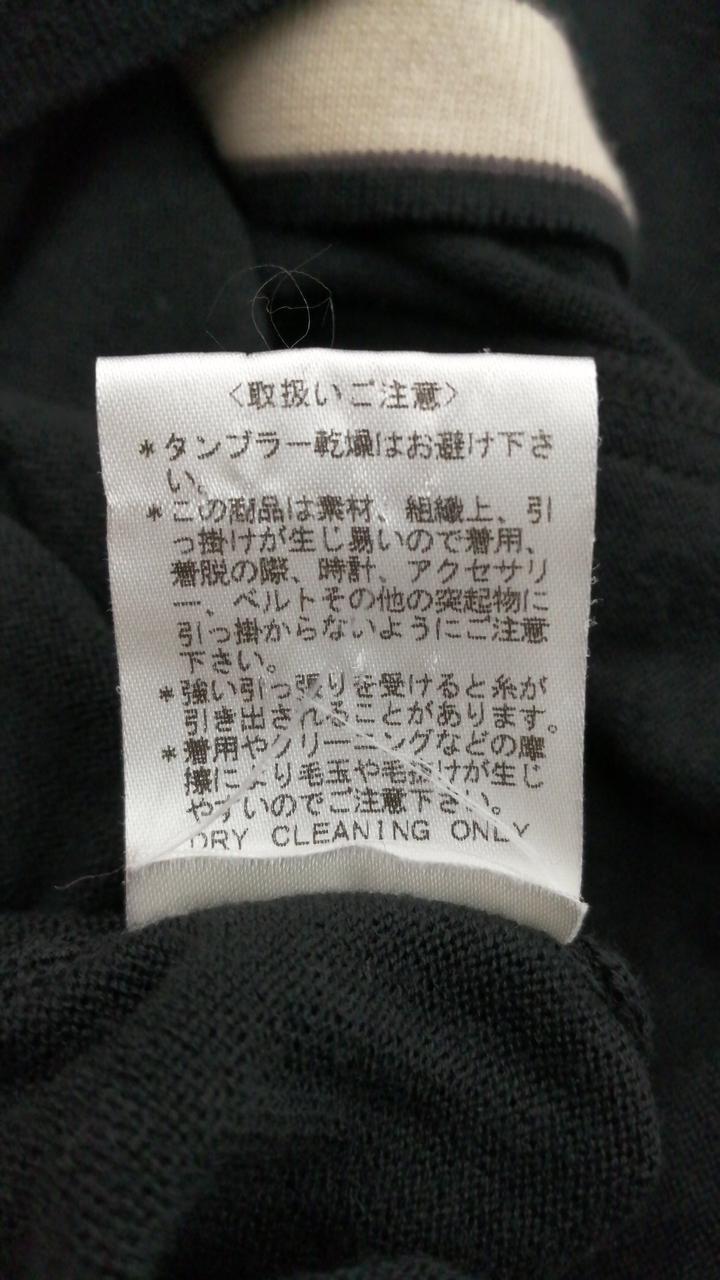 〈取扱いご注意〉
*タンブラー乾燥はお避け下さ
い。
*この商品は素材、組織上、引
っ掛けが生じ易いので着用、
着脱の際、時計、アクセサリ
ー、ベルトその他の突起物に
引っ掛からないようにご注意
下さい。
*強い引っ張りを受けると糸が
引き出されることがあります。
*着用やクリーニングなどの摩
擦により毛玉や毛抜けが生じ
やすいのでご注意下さい。
DRY CLEANING ONLY